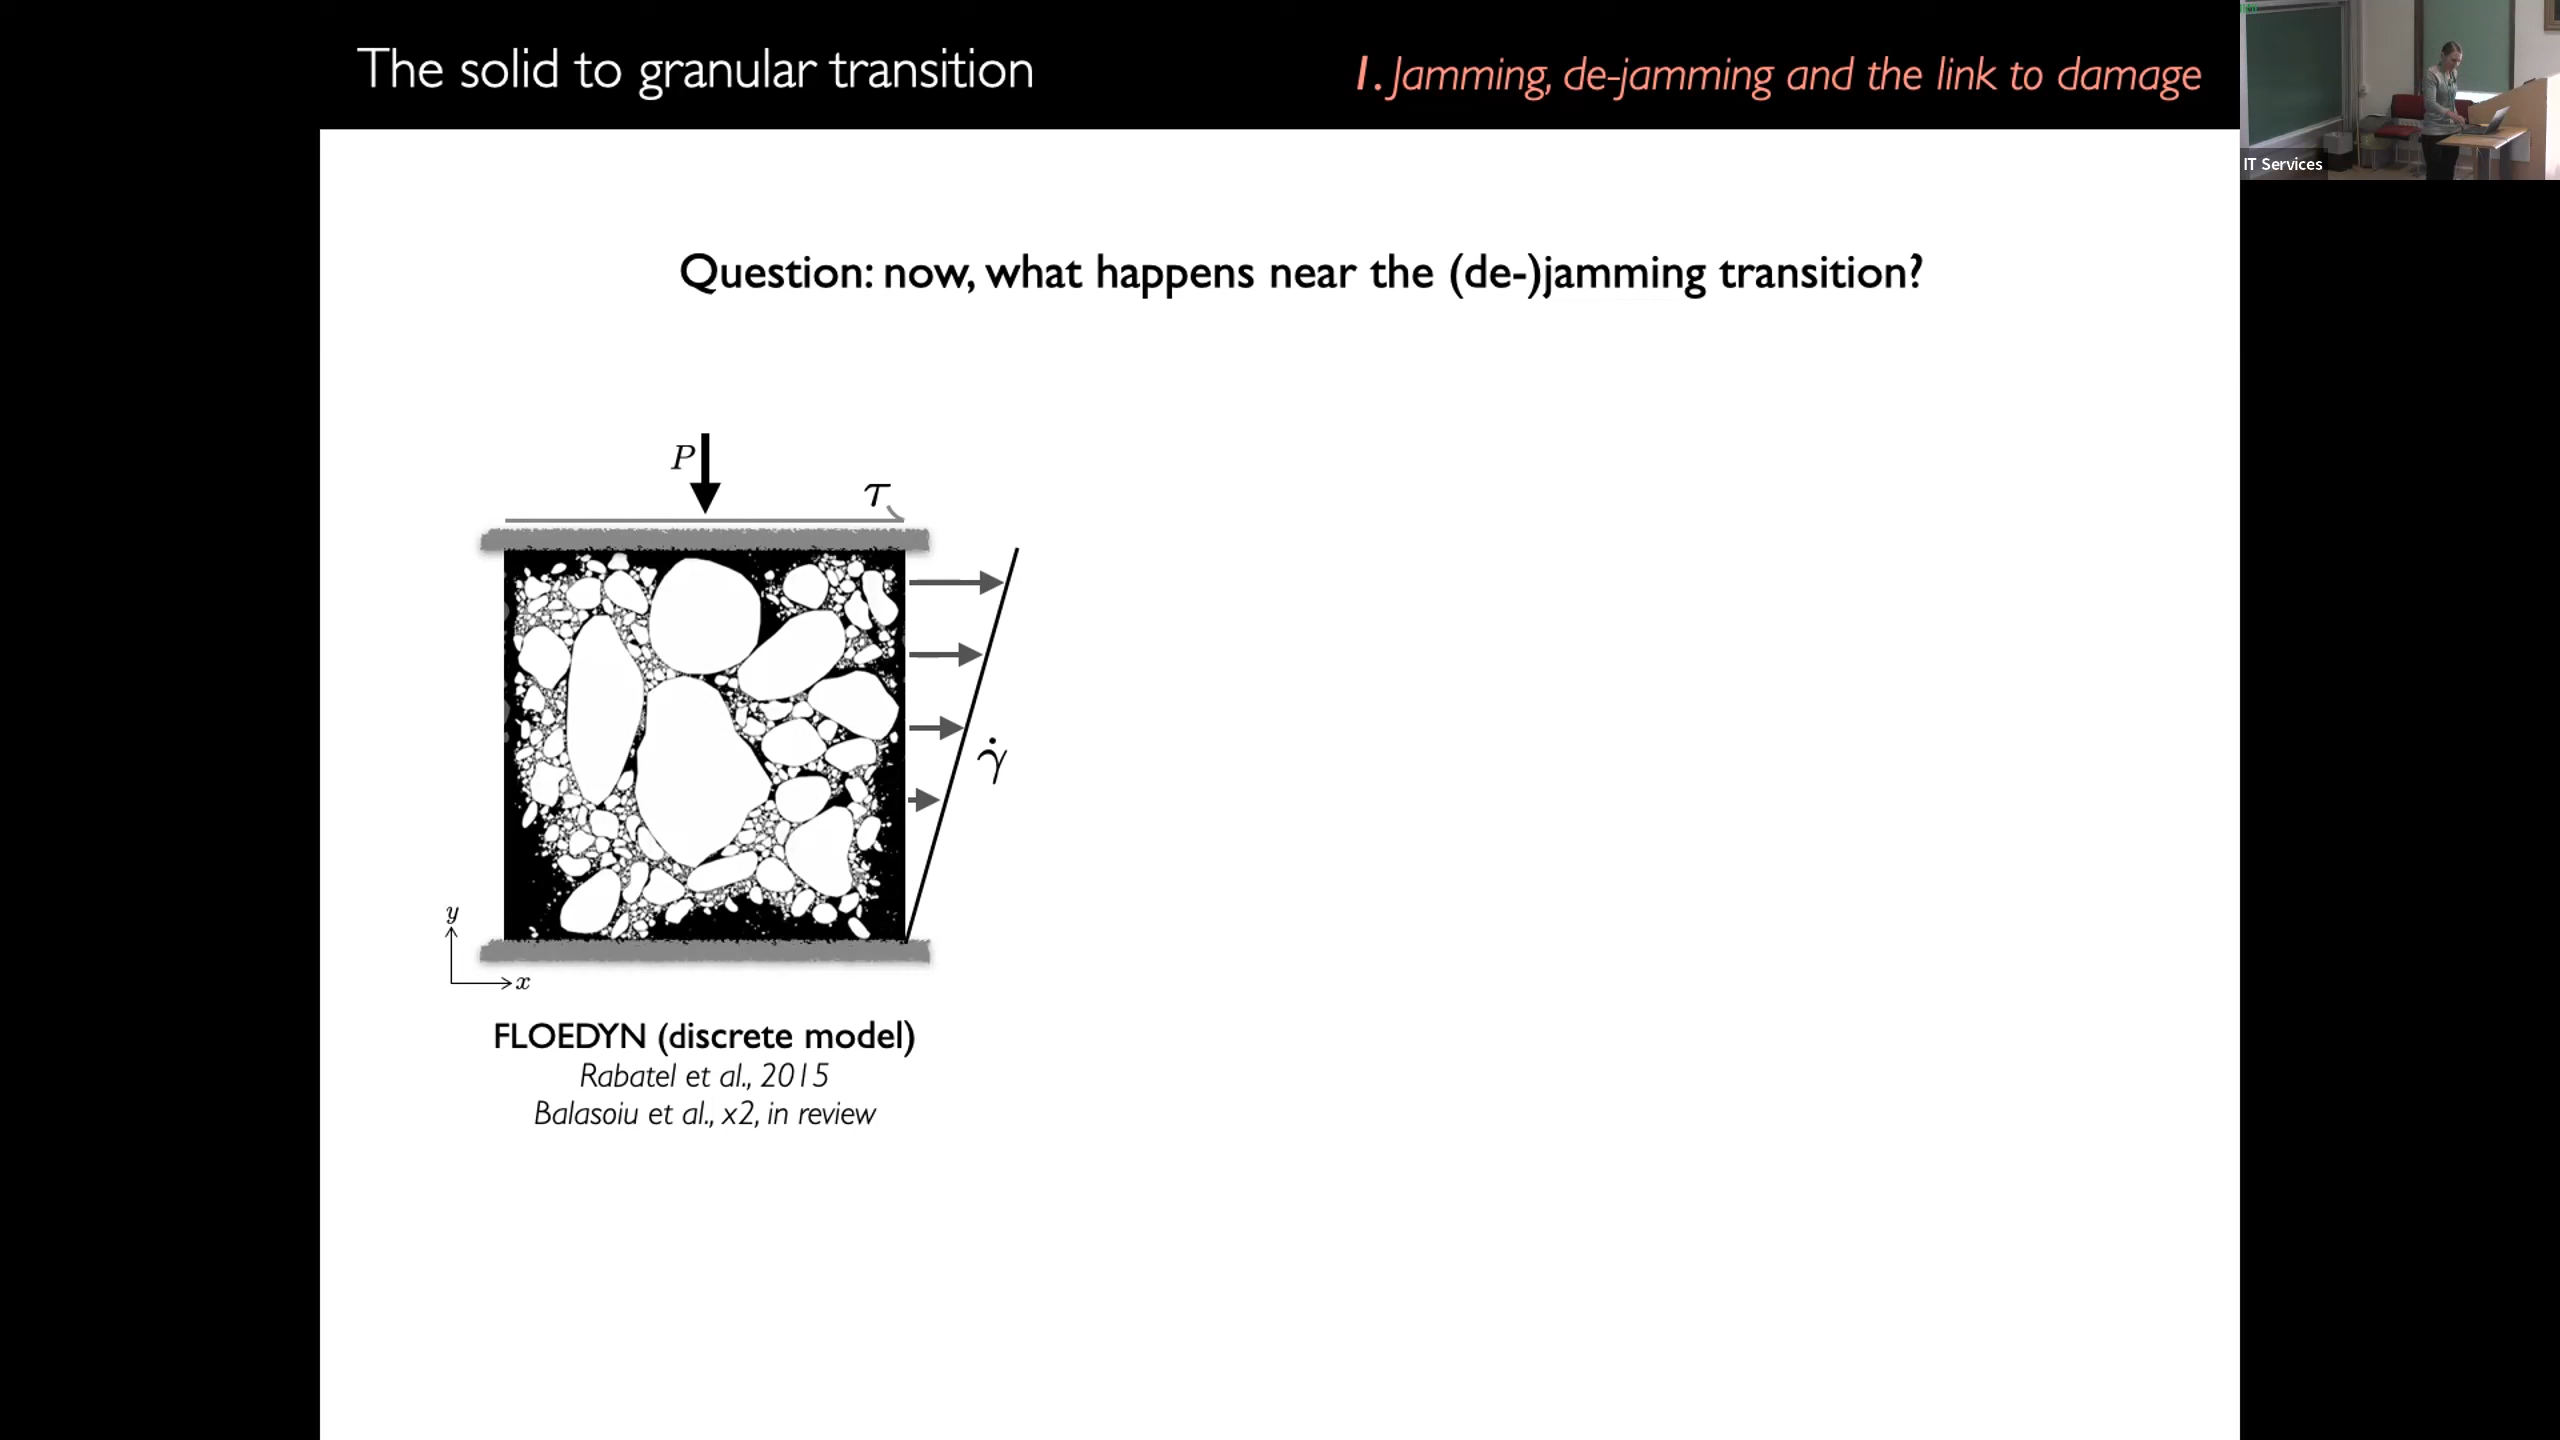 The solid to granular transition
1. Jamming, de-jamming and the link to damage
IT Services
Question: now, what happens near the (de-)jamming transition?
P
τ
γ̇
y
x
FLOEDYN (discrete model)
Rabatel et al., 2015
Balasoiu et al., x2, in review